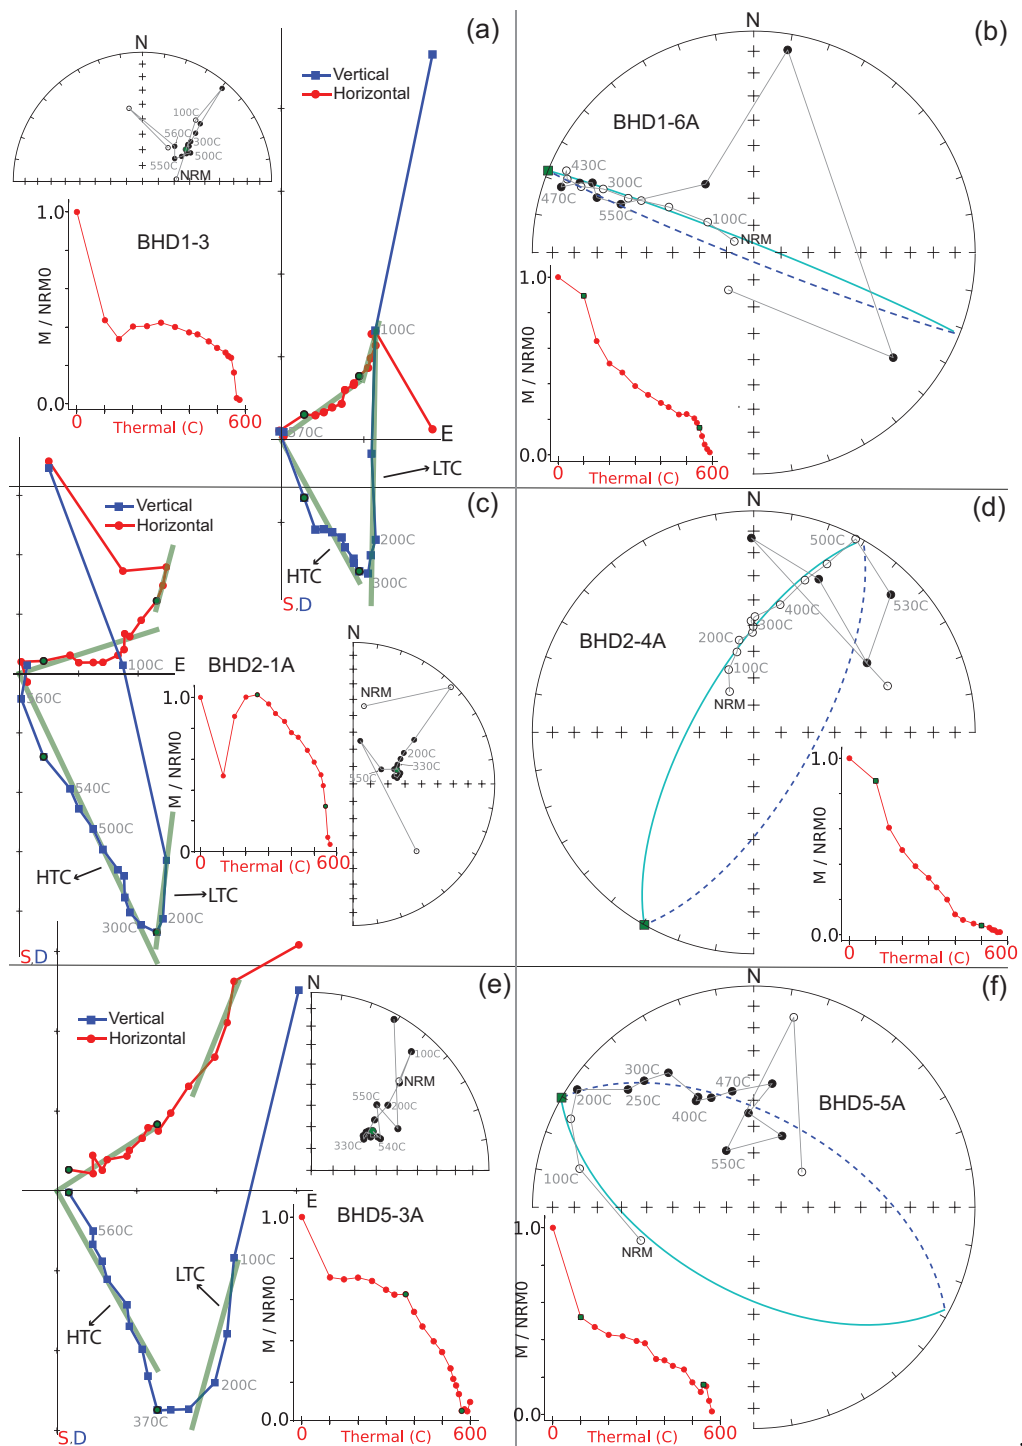 (a)
N
Vertical
Horizontal
100C
560C
300C
500C
550C
NRM
1.0
BHD1-3
M / NRM0
0.0
0
600
Thermal (C)
100C
E
570C
LTC
200C
HTC
300C
S,D
(b)
N
BHD1-6A
430C
300C
470C
550C
100C
NRM
1.0
M / NRM0
0.0
0
600
Thermal (C)
(c)
Vertical
Horizontal
100C
E
560C
540C
500C
HTC
LTC
300C
200C
S,D
BHD2-1A
N
NRM
200C
330C
550C
1.0
M / NRM0
0.0
0
600
Thermal (C)
(d)
N
500C
BHD2-4A
400C
530C
300C
200C
100C
NRM
1.0
M / NRM0
0.0
0
600
Thermal (C)
(e)
Vertical
Horizontal
N
100C
NRM
550C
200C
330C
540C
E
560C
100C
LTC
HTC
200C
370C
S,D
BHD5-3A
1.0
M / NRM0
0.0
0
600
Thermal (C)
(f)
N
300C
470C
200C
250C
400C
BHD5-5A
550C
100C
NRM
1.0
M / NRM0
0.0
0
600
Thermal (C)